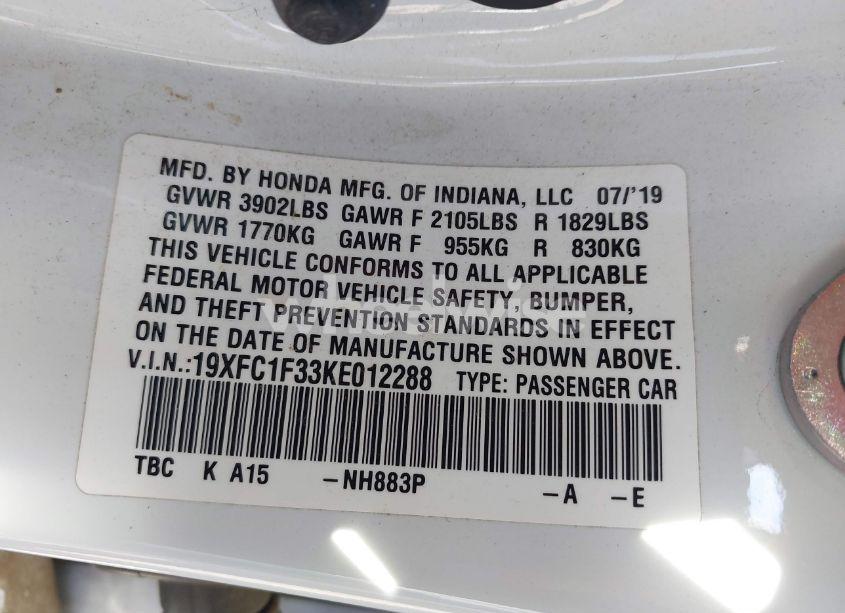 MFD. BY HONDA MFG. OF INDIANA, LLC 07/'19
GVWR 3902LBS GAWR F 2105LBS R 1829LBS
GVWR 1770KG GAWR F 955KG R 830KG
THIS VEHICLE CONFORMS TO ALL APPLICABLE
FEDERAL MOTOR VEHICLE SAFETY, BUMPER,
AND THEFT PREVENTION STANDARDS IN EFFECT
ON THE DATE OF MANUFACTURE SHOWN ABOVE.
V.I.N.:19XFC1F33KE012288 TYPE: PASSENGER CAR
TBC K A15 -NH883P -A -E